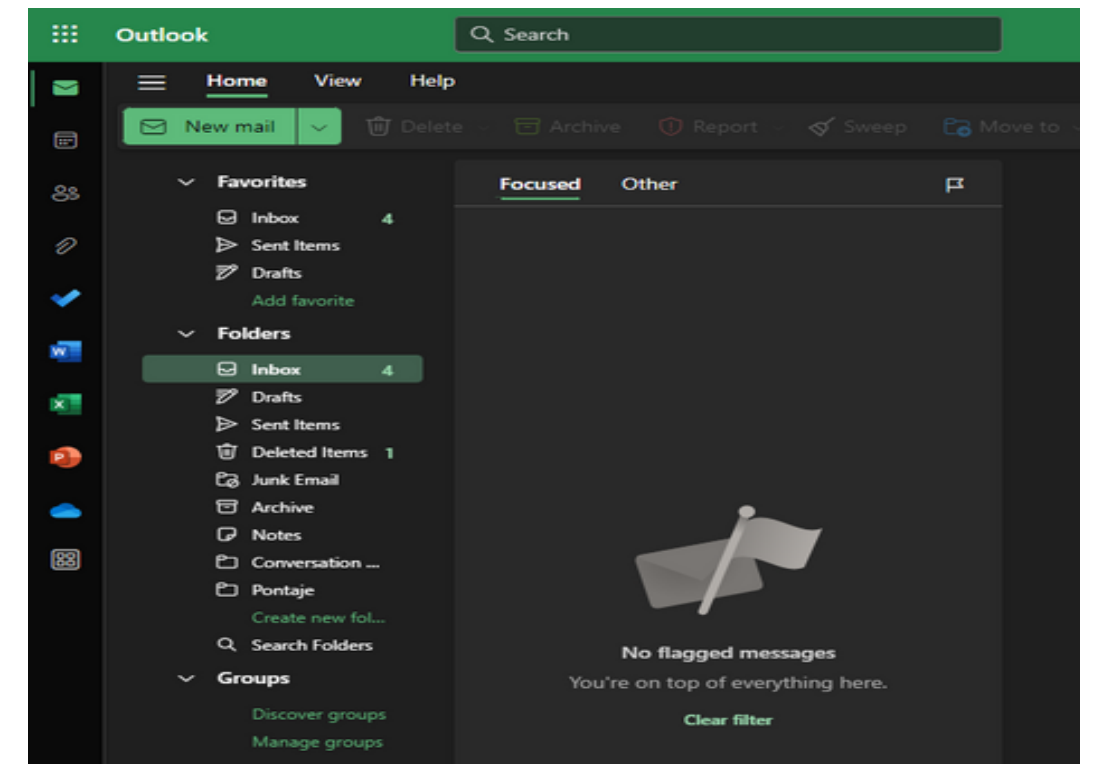 Outlook
Search
Home View Help
New mail Delete Archive Report Sweep Move to
Favorites
Inbox 4
Sent Items
Drafts
Add favorite
Folders
Inbox 4
Drafts
Sent Items
Deleted Items 1
Junk Email
Archive
Notes
Conversation ...
Pontaje
Create new fol...
Search Folders
Groups
Discover groups
Manage groups
Focused Other
No flagged messages
You're on top of everything here.
Clear filter